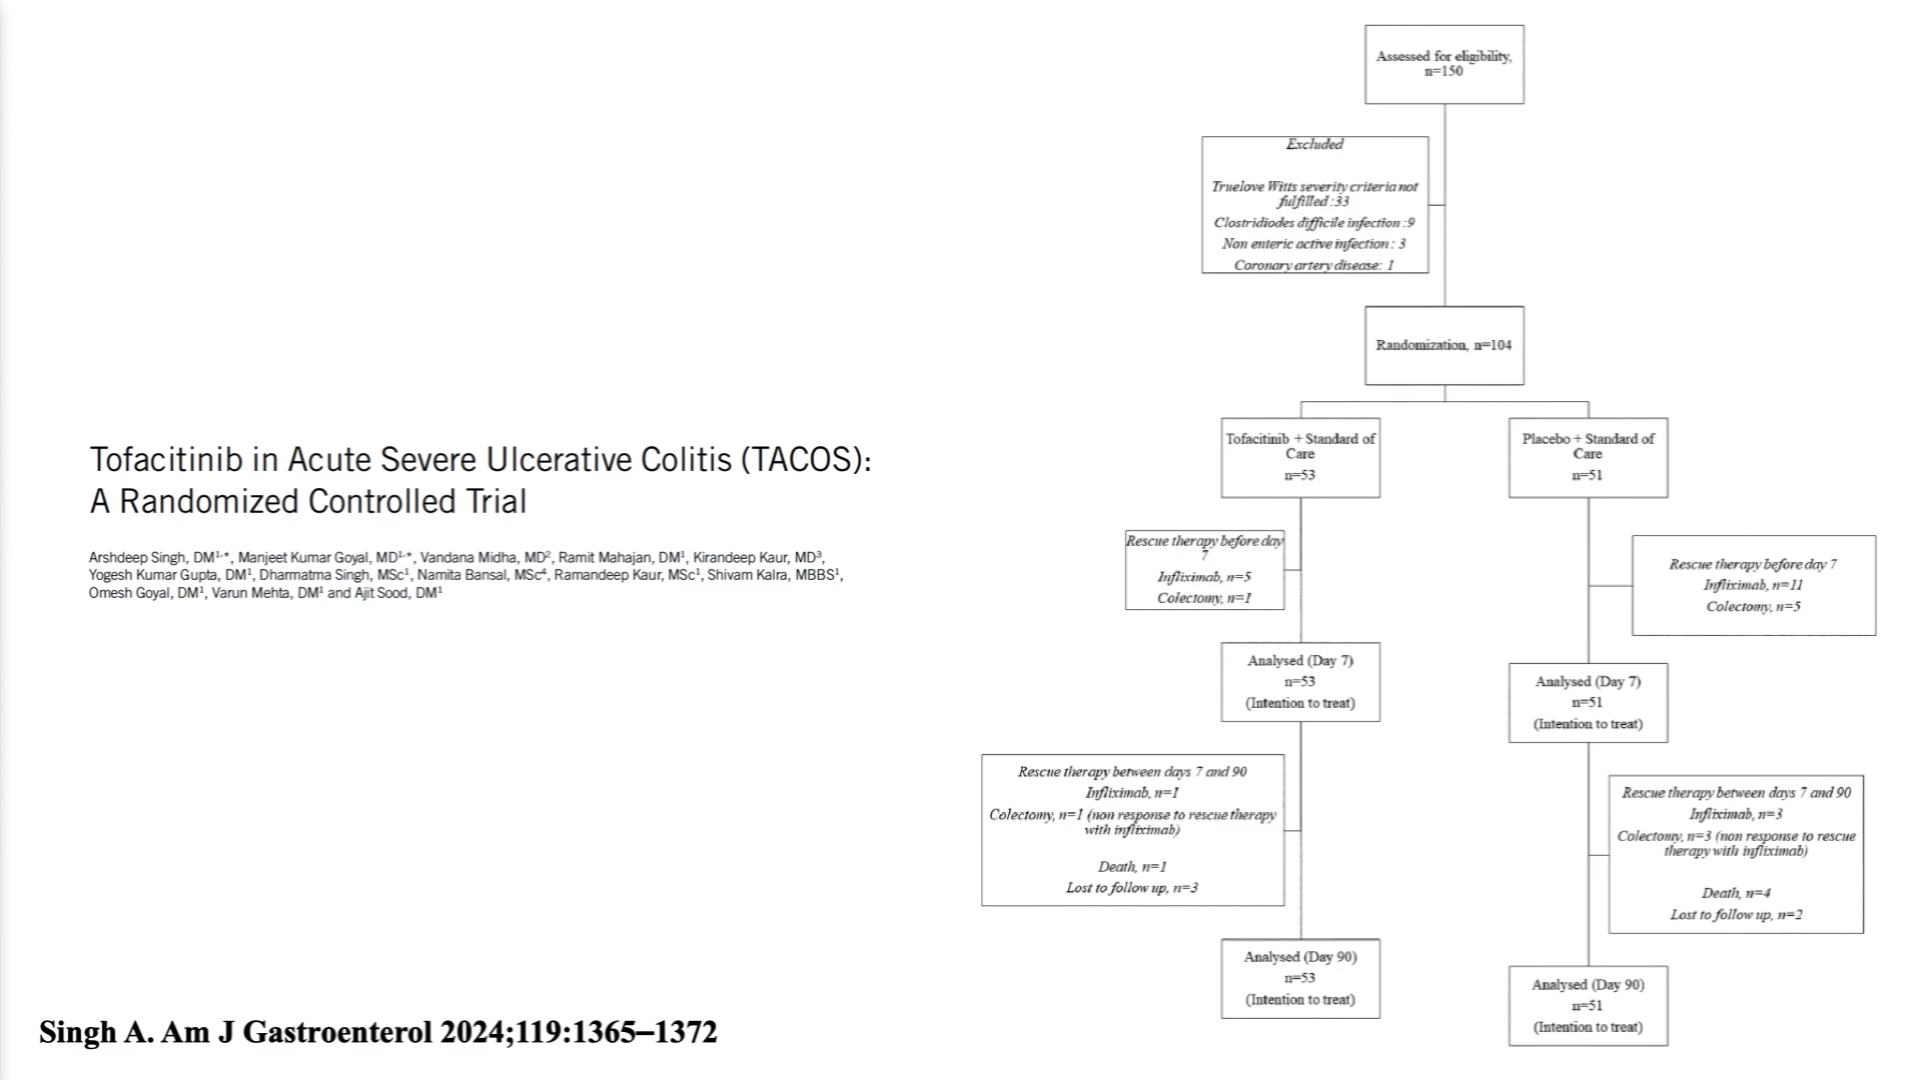 Tofacitinib in Acute Severe Ulcerative Colitis (TACOS):
A Randomized Controlled Trial
Arshdeep Singh, DM1,*, Manjeet Kumar Goyal, MD1,*, Vandana Midha, MD2, Ramit Mahajan, DM1, Kirandeep Kaur, MD3,
Yogesh Kumar Gupta, DM1, Dharmatma Singh, MSc1, Namita Bansal, MSc4, Ramandeep Kaur, MSc1, Shivam Kalra, MBBS1,
Omesh Goyal, DM1, Varun Mehta, DM1 and Ajit Sood, DM1
Singh A. Am J Gastroenterol 2024;119:1365–1372
Assessed for eligibility,
n=150
Excluded
Truelove Witts severity criteria not
fulfilled :33
Clostridiodes difficile infection :9
Non enteric active infection : 3
Coronary artery disease: 1
Randomization, n=104
Tofacitinib + Standard of
Care
n=53
Placebo + Standard of
Care
n=51
Rescue therapy before day
7
Infliximab, n=5
Colectomy, n=1
Rescue therapy before day 7
Infliximab, n=11
Colectomy, n=5
Analysed (Day 7)
n=53
(Intention to treat)
Analysed (Day 7)
n=51
(Intention to treat)
Rescue therapy between days 7 and 90
Infliximab, n=1
Colectomy, n=1 (non response to rescue therapy
with infliximab)
Death, n=1
Lost to follow up, n=3
Rescue therapy between days 7 and 90
Infliximab, n=3
Colectomy, n=3 (non response to rescue
therapy with infliximab)
Death, n=4
Lost to follow up, n=2
Analysed (Day 90)
n=53
(Intention to treat)
Analysed (Day 90)
n=51
(Intention to treat)